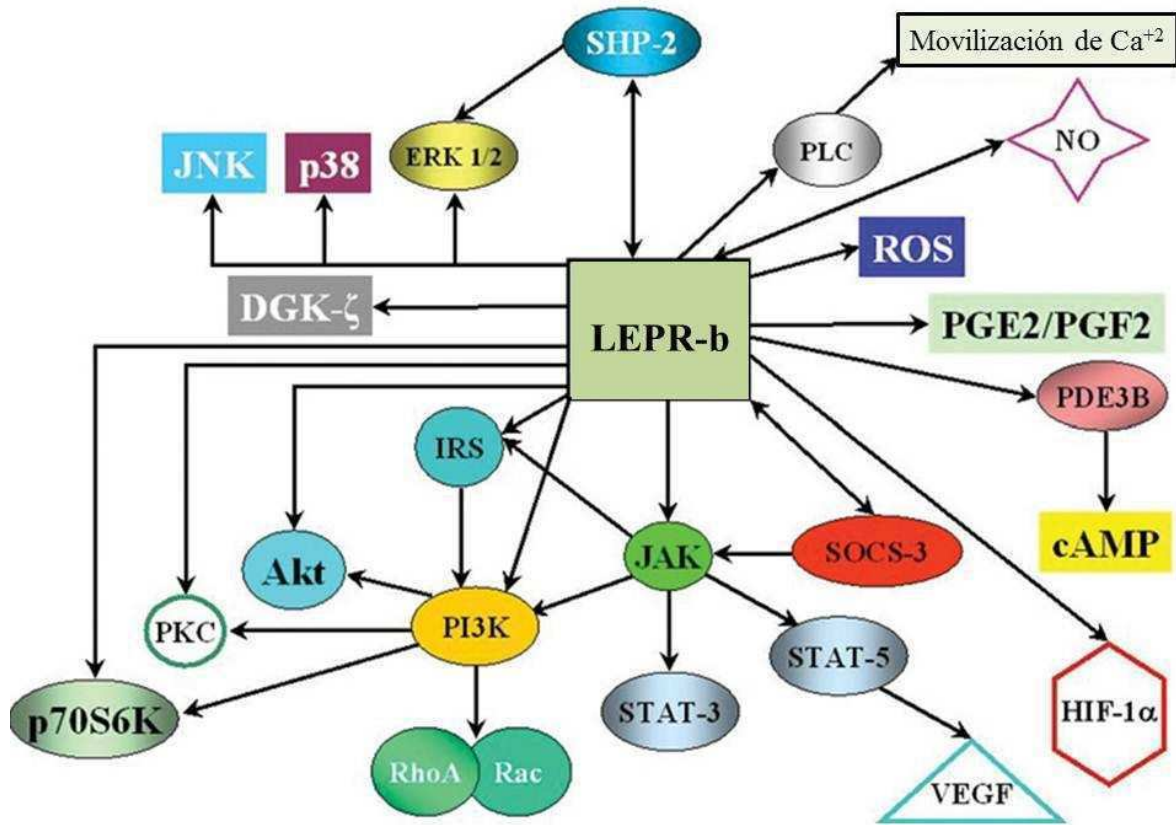 SHP-2
Movilización de Ca⁺²
JNK
p38
ERK 1/2
PLC
NO
ROS
DGK-ζ
LEPR-b
PGE2/PGF2
PDE3B
IRS
cAMP
Akt
JAK
SOCS-3
PKC
PI3K
STAT-5
p70S6K
STAT-3
HIF-1α
RhoA
Rac
VEGF